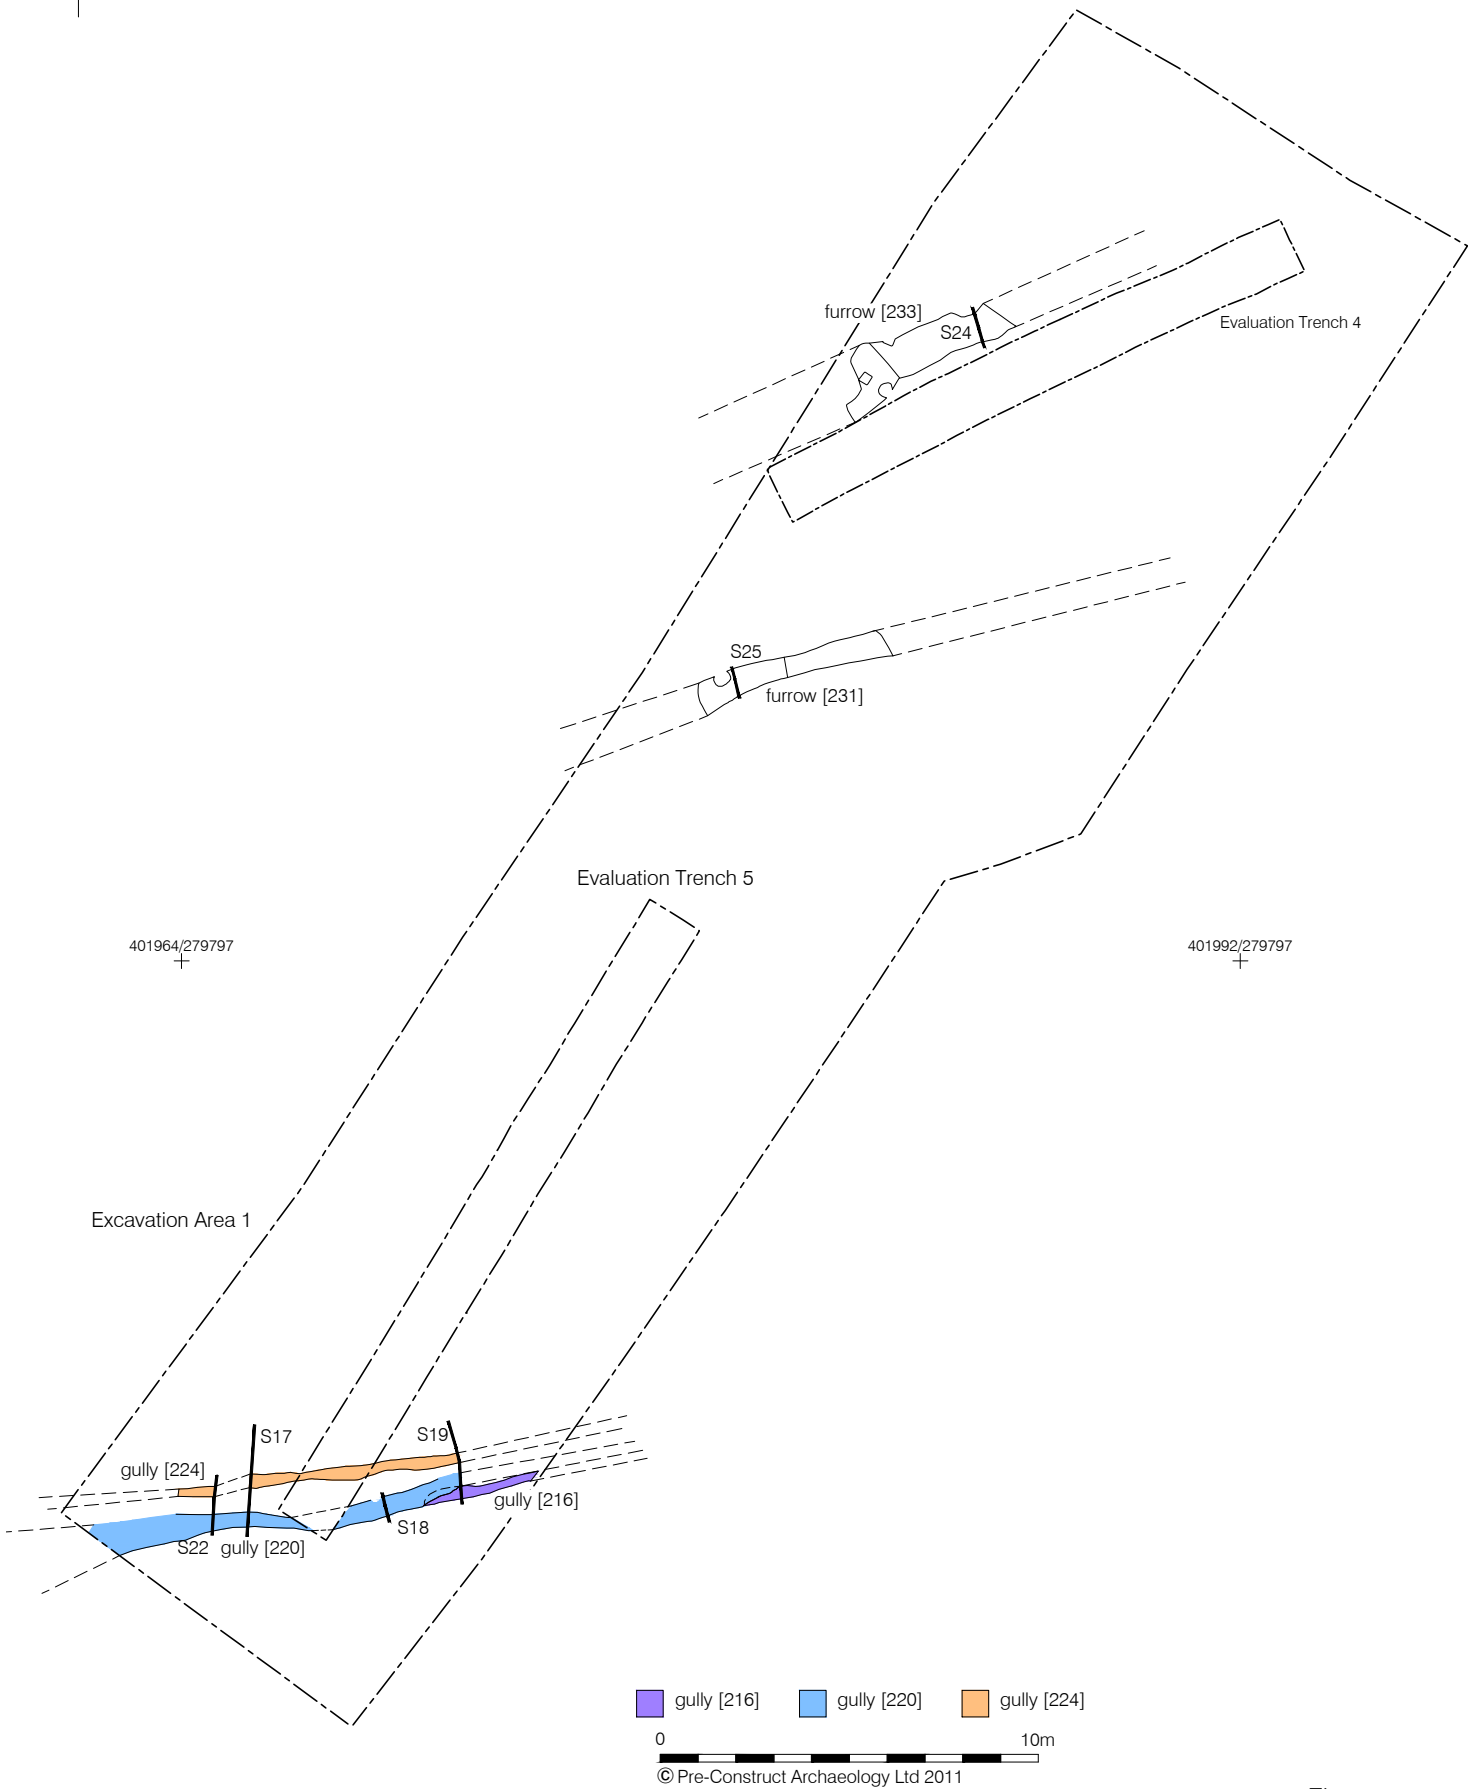 furrow [233]
S24
Evaluation Trench 4
S25
furrow [231]
Evaluation Trench 5
401964/279797
401992/279797
Excavation Area 1
S17
S19
gully [224]
gully [216]
S18
S22
gully [220]
gully [216]
gully [220]
gully [224]
0
10m
© Pre-Construct Archaeology Ltd 2011